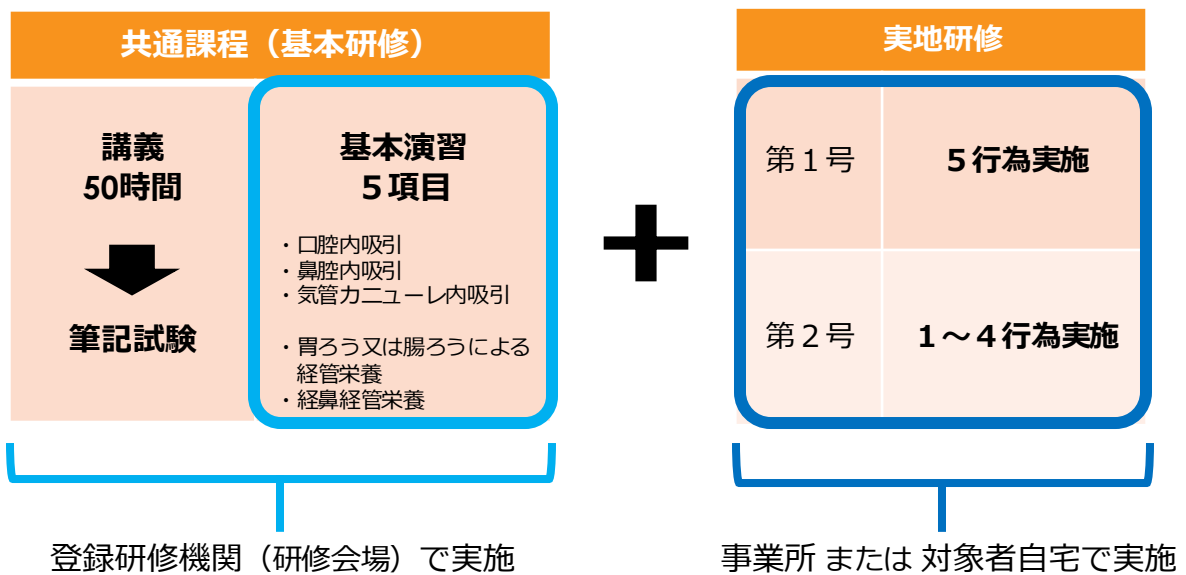 共通課程（基本研修）
講義
50時間
筆記試験
基本演習
５項目
・口腔内吸引
・鼻腔内吸引
・気管カニューレ内吸引
・胃ろう又は腸ろうによる
経管栄養
・経鼻経管栄養
登録研修機関（研修会場）で実施
＋
実地研修
第１号
５行為実施
第２号
１～４行為実施
事業所 または 対象者自宅で実施